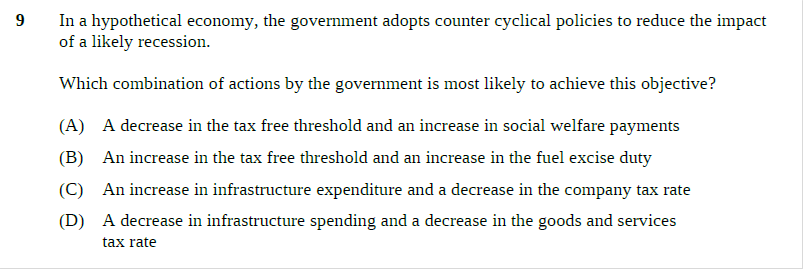 9 In a hypothetical economy, the government adopts counter cyclical policies to reduce the impact
of a likely recession.
Which combination of actions by the government is most likely to achieve this objective?
(A) A decrease in the tax free threshold and an increase in social welfare payments
(B) An increase in the tax free threshold and an increase in the fuel excise duty
(C) An increase in infrastructure expenditure and a decrease in the company tax rate
(D) A decrease in infrastructure spending and a decrease in the goods and services
tax rate